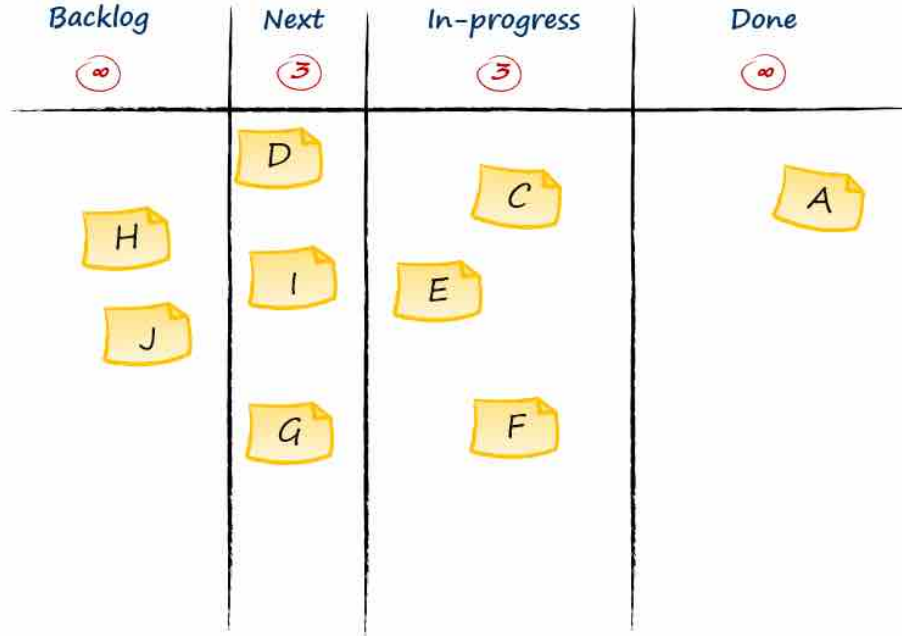 Backlog Next In-progress Done
∞ 3 3 ∞
D
C A
H
I E
J
G F